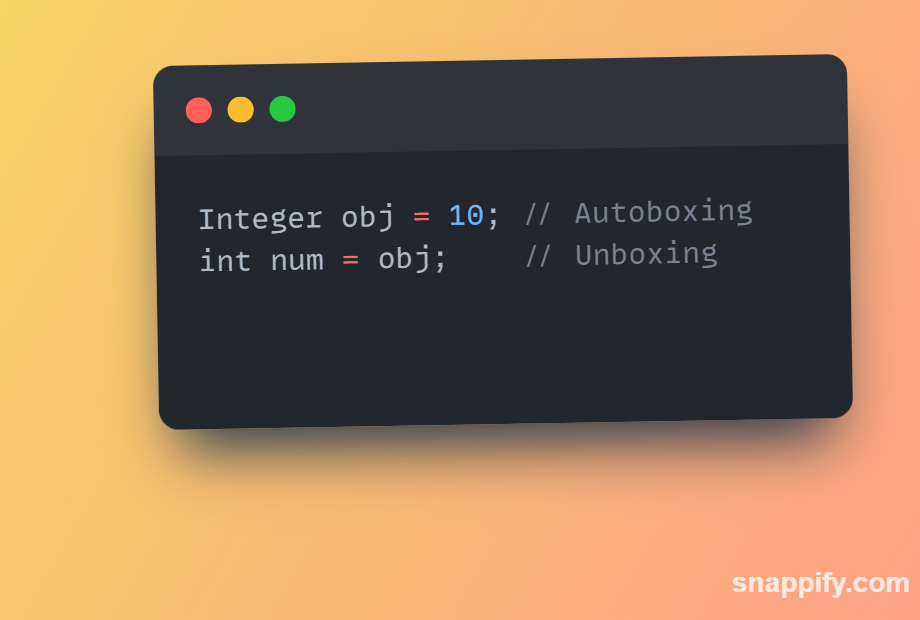 Integer obj = 10; // Autoboxing
int num = obj;    // Unboxing
snappify.com